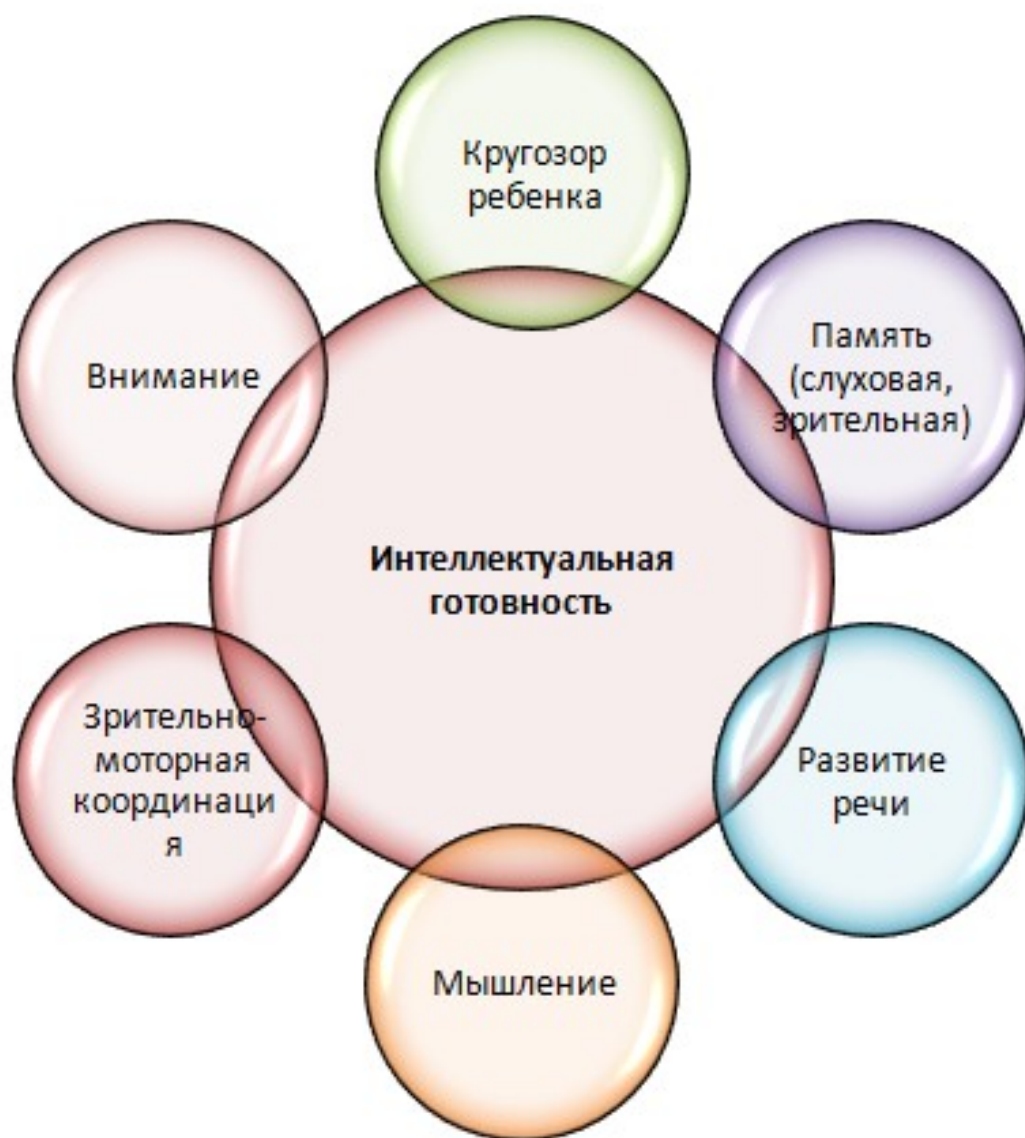 Кругозор
ребенка
Память
(слуховая,
зрительная)
Развитие
речи
Мышление
Зрительно-
моторная
координаци
я
Внимание
Интеллектуальная
готовность